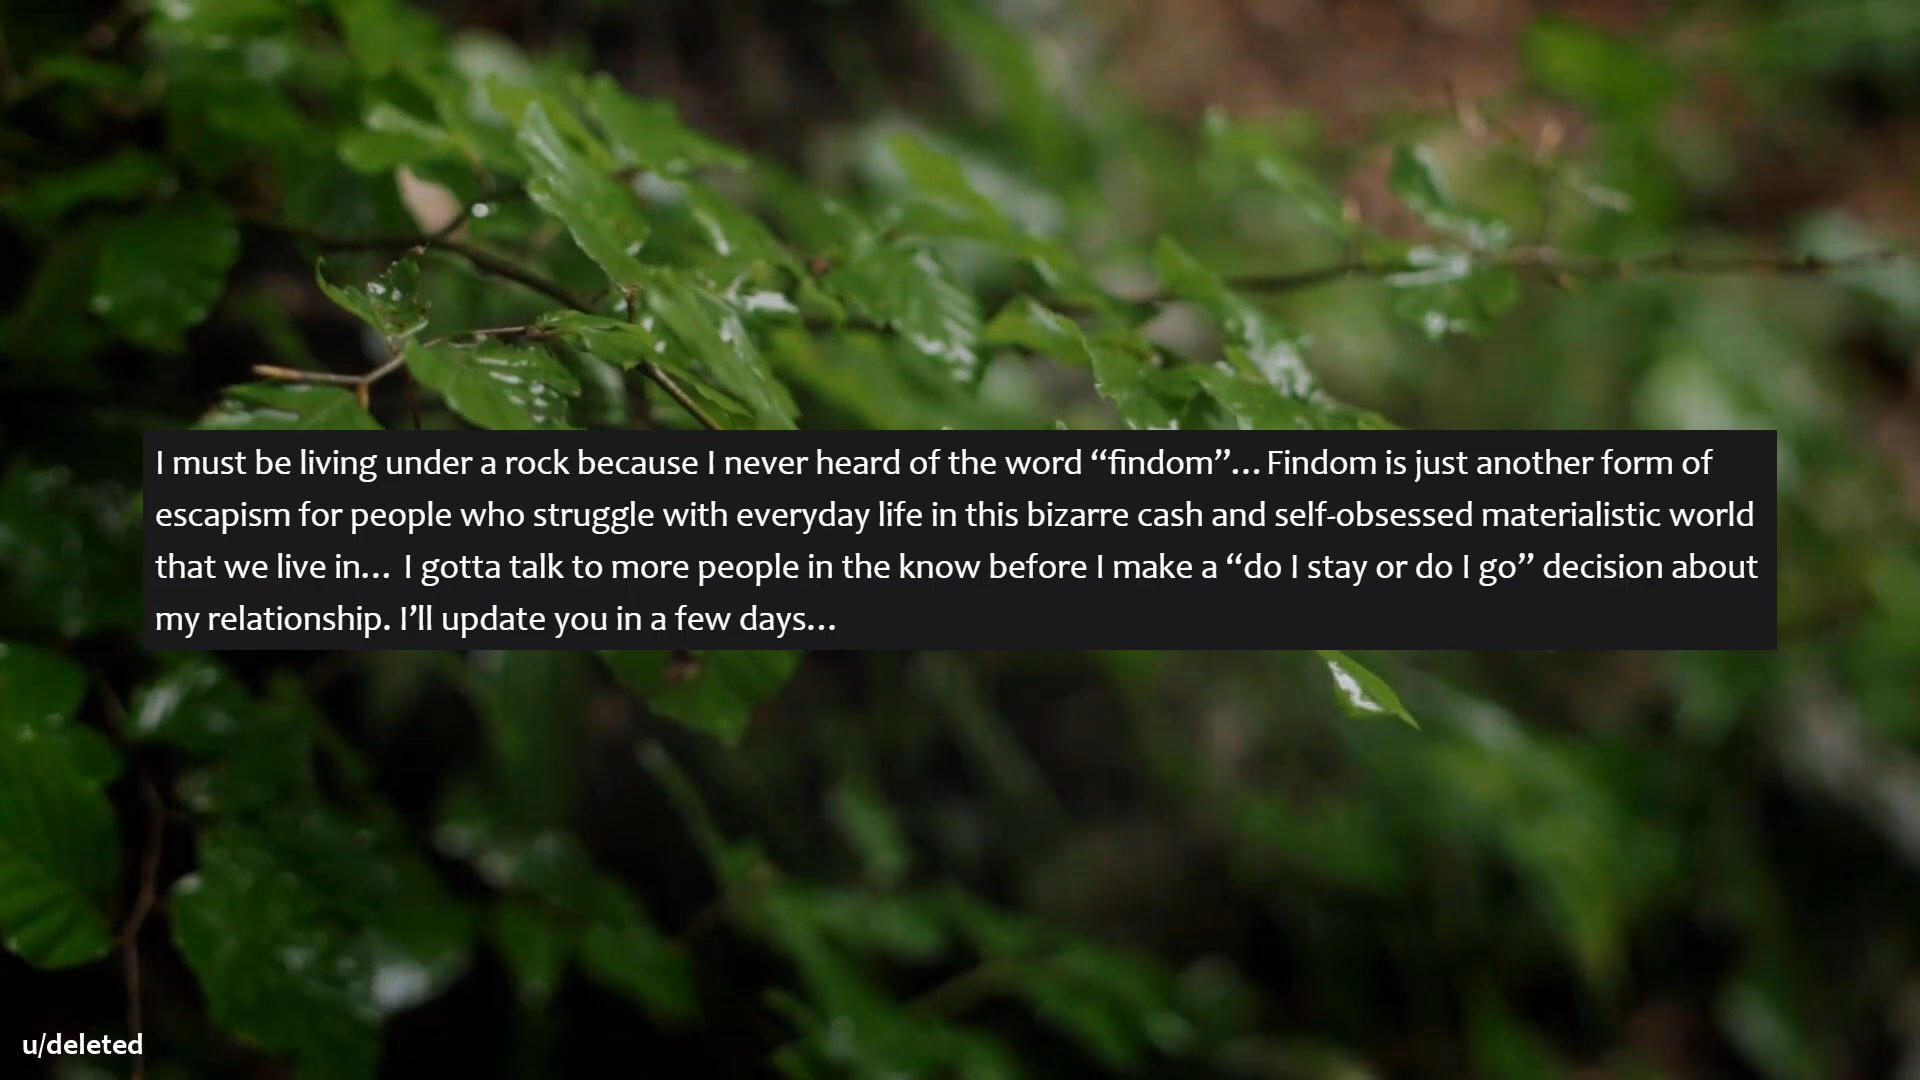 I must be living under a rock because I never heard of the word “findom”... Findom is just another form of
escapism for people who struggle with everyday life in this bizarre cash and self-obsessed materialistic world
that we live in... I gotta talk to more people in the know before I make a “do I stay or do I go” decision about
my relationship. I’ll update you in a few days...
u/deleted